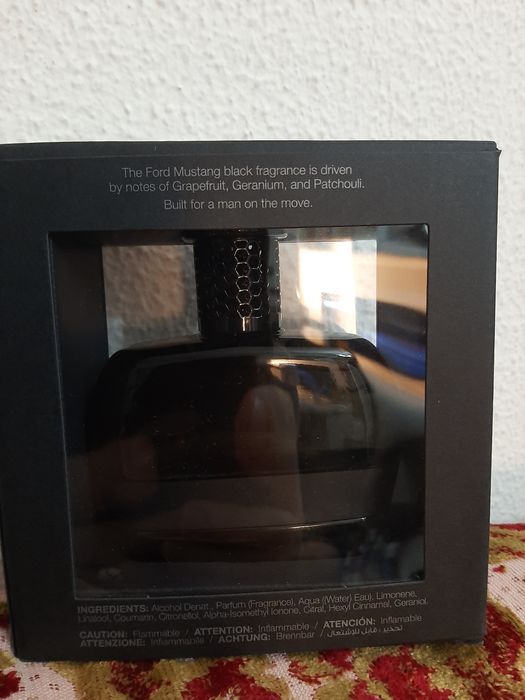 The Ford Mustang black fragrance is driven
by notes of Grapefruit, Geranium, and Patchouli.
Built for a man on the move.
INGREDIENTS: Alcohol Denat., Parfum (Fragrance), Aqua ((Water) Eau), Limonene,
Linalool, Coumarin, Citronellol, Alpha-Isomethyl Ionone, Citral, Hexyl Cinnamal, Geraniol.
CAUTION: Flammable / ATTENTION: Inflammable / ATENCIÓN: Inflamable
ATTENZIONE: Inflammabile / ACHTUNG: Brennbar / تحذير: قابل للاشتعال